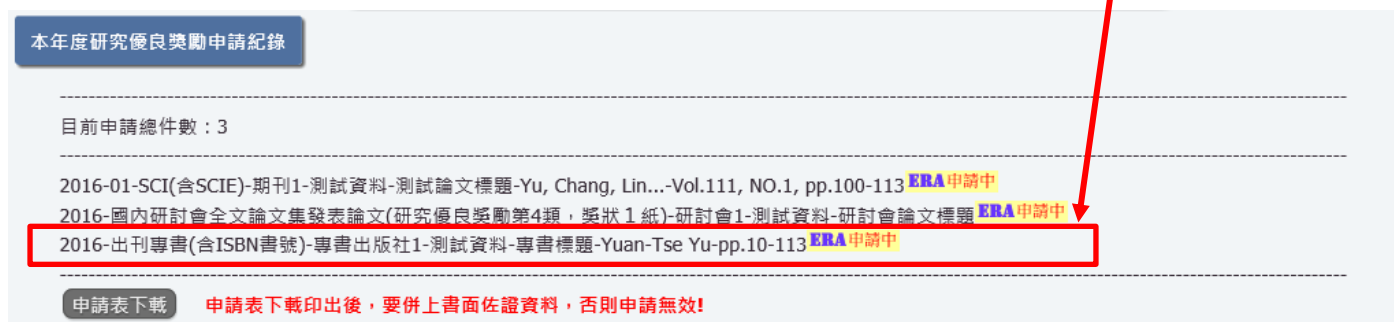 本年度研究優良獎勵申請紀錄
目前申請總件數：3
2016-01-SCI(含SCIE)-期刊1-測試資料-測試論文標題-Yu, Chang, Lin...-Vol.111, NO.1, pp.100-113 ERA申請中
2016-國內研討會全文論文集發表論文(研究優良獎勵第4類，獎狀１紙)-研討會1-測試資料-研討會論文標題 ERA申請中
2016-出刊專書(含ISBN書號)-專書出版社1-測試資料-專書標題-Yuan-Tse Yu-pp.10-113 ERA申請中
申請表下載 申請表下載印出後，要併上書面佐證資料，否則申請無效!